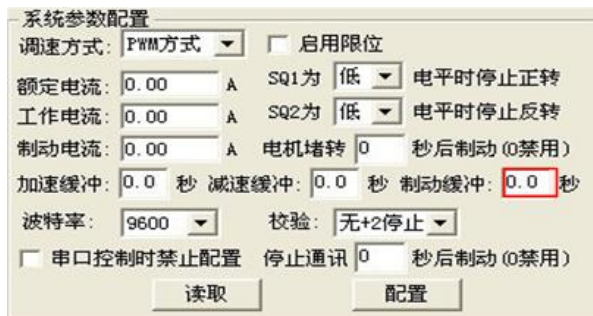 系统参数配置
调速方式: PWM方式 启用限位
额定电流: 0.00 A SQ1为 低 电平时停止正转
工作电流: 0.00 A SQ2为 低 电平时停止反转
制动电流: 0.00 A 电机堵转 0 秒后制动(0禁用)
加速缓冲: 0.0 秒 减速缓冲: 0.0 秒 制动缓冲: 0.0 秒
波特率: 9600 校验: 无+2停止
串口控制时禁止配置 停止通讯 0 秒后制动(0禁用)
读取 配置